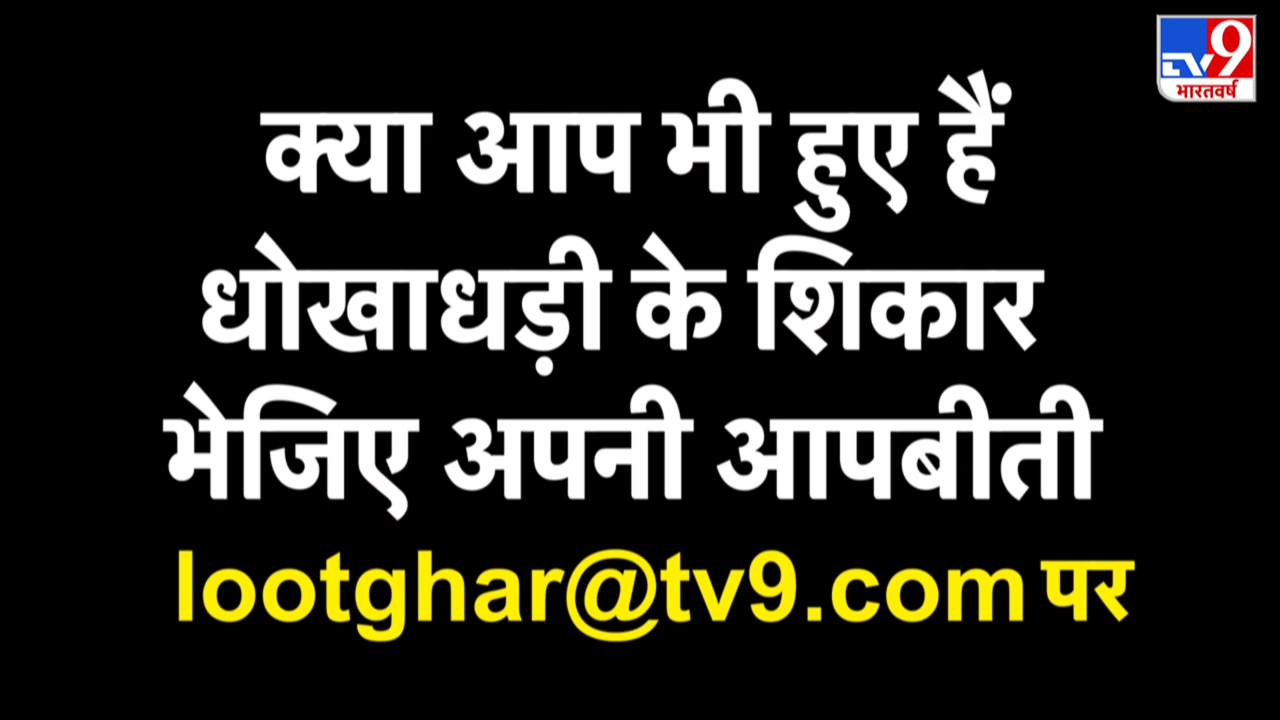 TV9
भारतवर्ष
क्या आप भी हुए हैं
धोखाधड़ी के शिकार
भेजिए अपनी आपबीती
lootghar@tv9.com पर